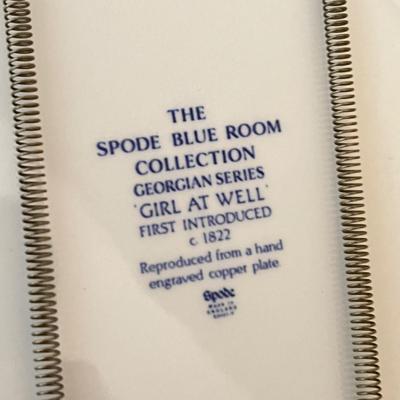 THE
SPODE BLUE ROOM
COLLECTION
GEORGIAN SERIES
'GIRL AT WELL'
FIRST INTRODUCED
c 1822
Reproduced from a hand
engraved copper plate
Spode
MADE IN
ENGLAND